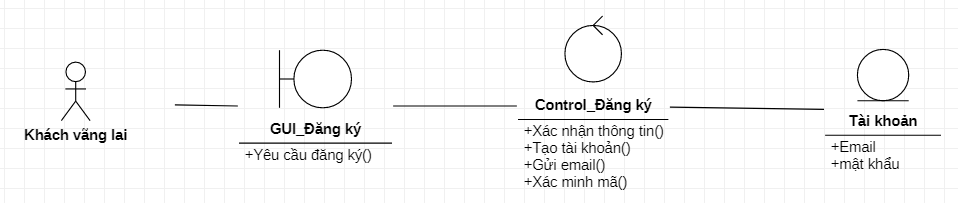 Khách vãng lai
GUI_Đăng ký
+Yêu cầu đăng ký()
Control_Đăng ký
+Xác nhận thông tin()
+Tạo tài khoản()
+Gửi email()
+Xác minh mã()
Tài khoản
+Email
+mật khẩu